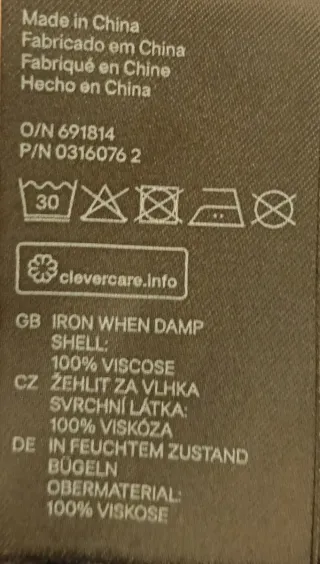 Made in China
Fabricado em China
Fabriqué en Chine
Hecho en China
O/N 691814
P/N 0316076 2
30
clevercare.info
GB IRON WHEN DAMP
SHELL:
100% VISCOSE
CZ ŽEHLIT ZA VLHKA
SVRCHNÍ LÁTKA:
100% VISKÓZA
DE IN FEUCHTEM ZUSTAND
BÜGELN
OBERMATERIAL:
100% VISKOSE